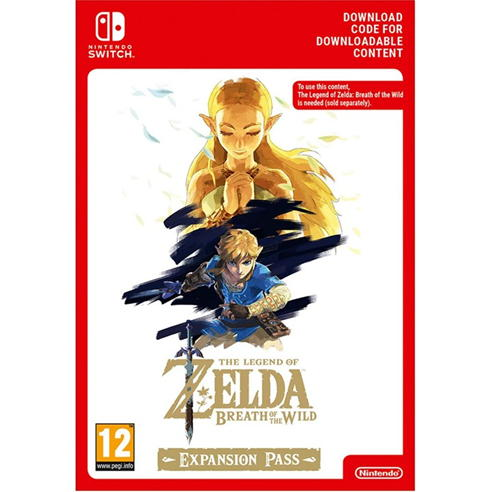 NINTENDO
SWITCH™
DOWNLOAD
CODE FOR
DOWNLOADABLE
CONTENT
To use this content,
The Legend of Zelda: Breath of the Wild
is needed (sold separately).
THE LEGEND OF
ZELDA
BREATH OF THE WILD
EXPANSION PASS
12
www.pegi.info
Nintendo